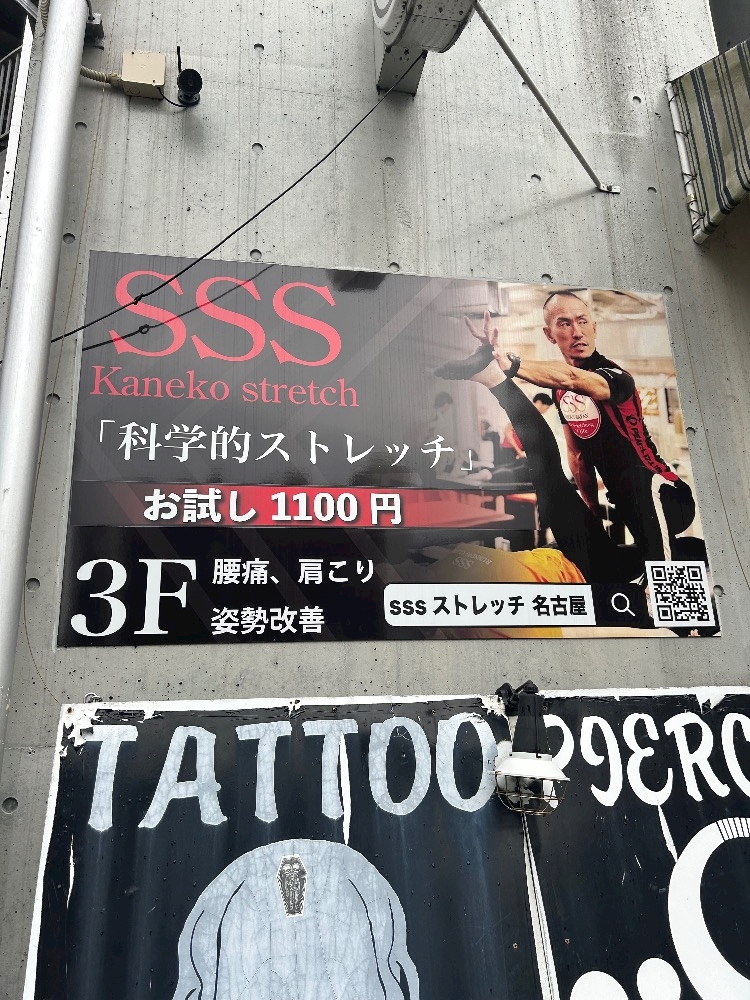 SSS
Kaneko stretch
「科学的ストレッチ」
お試し 1100 円
3F
腰痛、肩こり
姿勢改善
sss ストレッチ 名古屋
SSS
TATTOO